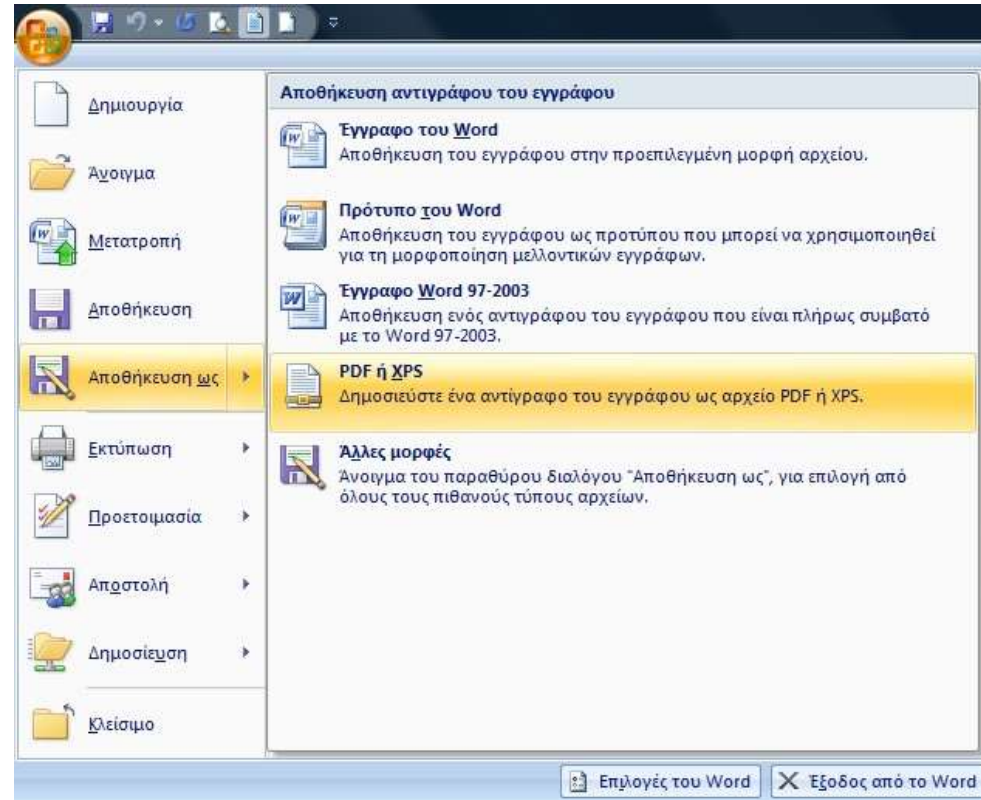 Δημιουργία
Άνοιγμα
Μετατροπή
Αποθήκευση
Αποθήκευση ως
Εκτύπωση
Προετοιμασία
Αποστολή
Δημοσίευση
Κλείσιμο
Αποθήκευση αντιγράφου του εγγράφου
Έγγραφο του Word
Αποθήκευση του εγγράφου στην προεπιλεγμένη μορφή αρχείου.
Πρότυπο του Word
Αποθήκευση του εγγράφου ως προτύπου που μπορεί να χρησιμοποιηθεί
για τη μορφοποίηση μελλοντικών εγγράφων.
Έγγραφο Word 97-2003
Αποθήκευση ενός αντιγράφου του εγγράφου που είναι πλήρως συμβατό
με το Word 97-2003.
PDF ή XPS
Δημοσιεύστε ένα αντίγραφο του εγγράφου ως αρχείο PDF ή XPS.
Άλλες μορφές
Άνοιγμα του παραθύρου διαλόγου "Αποθήκευση ως", για επιλογή από
όλους τους πιθανούς τύπους αρχείων.
Επιλογές του Word
Έξοδος από το Word